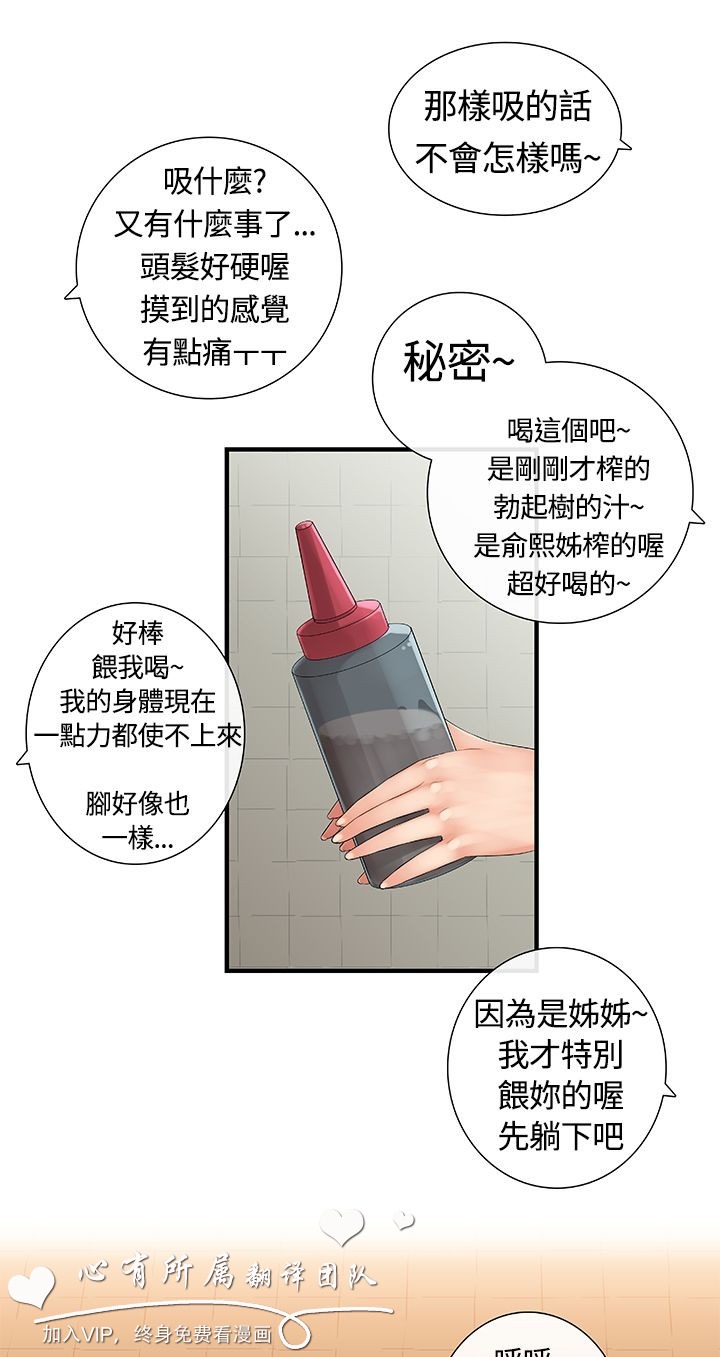 那樣吸的話
不會怎樣嗎~
吸什麼?
又有什麼事了...
頭髮好硬喔
摸到的感覺
有點痛ㅜㅜ
秘密~
喝這個吧~
是剛剛才榨的
勃起樹的汁~
是俞熙姊榨的喔
超好喝的~
好棒
餵我喝~
我的身體現在
一點力都使不上來
腳好像也
一樣...
因為是姊姊~
我才特別
餵妳的喔
先躺下吧
心有所属翻译团队
加入VIP，终身免费看漫画